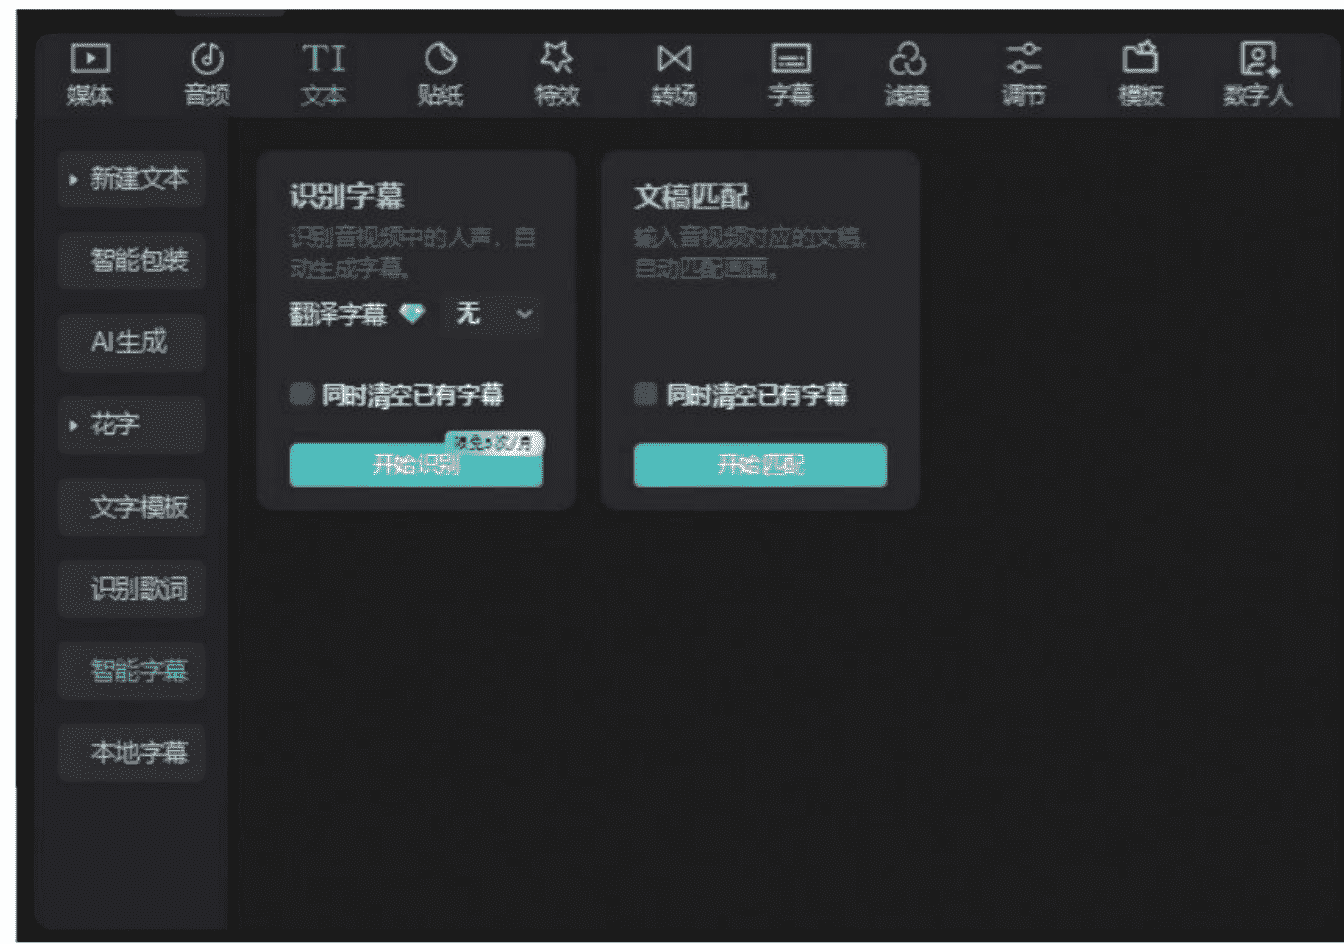 媒体 音频 TI 文本 贴纸 特效 转场 字幕 滤镜 调节 模板 数字人
新建文本
智能包装
AI生成
花字
文字模板
识别歌词
智能字幕
本地字幕
识别字幕
识别音视频中的人声，自
动生成字幕。
翻译字幕 无
同时清空已有字幕
开始识别
文稿匹配
输入音视频对应的文稿，
自动匹配画面。
同时清空已有字幕
开始匹配